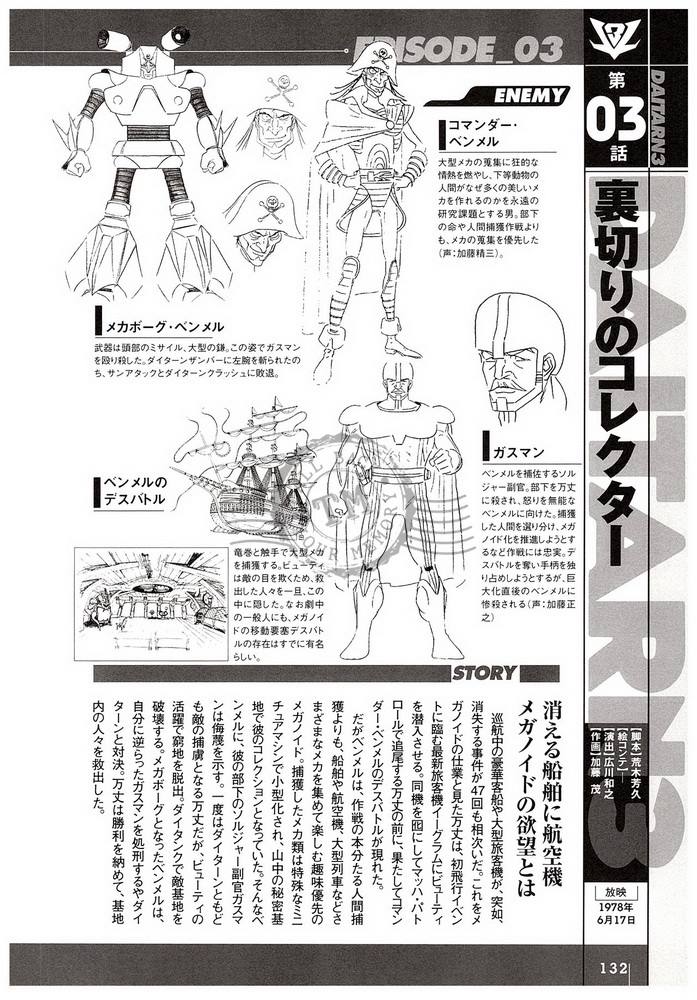 EPISODE_03
DAITARN3
第
03
話
裏切りのコレクター
DAITARN3
ENEMY
コマンダー・
ベンメル
大型メカの蒐集に狂的な
情熱を燃やし、下等動物の
人間がなぜ多くの美しいメ
カを作れるのかを永遠の
研究課題とする男。部下
の命や人間捕獲作戦より
も、メカの蒐集を優先した
(声:加藤精三)。
メカボーグ・ベンメル
武器は頭部のミサイル、大型の鎌。この姿でガスマン
を殴り殺した。ダイターンザンバーに左腕を斬られたの
ち、サンアタックとダイターンクラッシュに敗退。
ガスマン
ベンメルを補佐するソル
ジャー副官。部下を万丈
に殺され、怒りを無能な
ベンメルに向けた。捕獲
した人間を選り分け、メガ
ノイド化を推進しようとす
るなど作戦には忠実。デ
スバトルを奪い手柄を独
り占めしようとするが、巨
大化直後のベンメルに
惨殺される(声:加藤正
之)
ベンメルの
デスバトル
竜巻と触手で大型メカ
を捕獲する。ビューティ
は敵の目を欺くため、救
出した人々を一旦、この
中に隠した。なお劇中
の一般人にも、メガノイ
ドの移動要塞デスバト
ルの存在はすでに有名
らしい。
TM
YOUR MEMORY
STORY
消える船舶に航空機
メガノイドの欲望とは
巡航中の豪華客船や大型旅客機が、突如、
消失する事件が47回も相次いだ。これをメ
ガノイドの仕業と見た万丈は、初飛行イベン
トに臨む最新旅客機イーグラムにビューティ
を潜入させる。同機を囮にしてマッハ・パト
ロールで追尾する万丈の前に、果たしてコマン
ダー・ベンメルのデスバトルが現れた。
だがベンメルは、作戦の本分たる人間捕
獲よりも、船舶や航空機、大型列車などさ
まざまなメカを集めて楽しむ趣味優先の
メガノイド。捕獲したメカ類は特殊なミニ
チュアマシンで小型化され、山中の秘密基
地で彼のコレクションとなっていた。そんなベ
ンメルに、彼の部下のソルジャー副官ガスマ
ンは侮蔑を示す。一度はダイターンともど
も敵の捕虜となる万丈だが、ビューティの
活躍で窮地を脱出。ダイタンクで敵基地を
破壊する。メガボーグとなったベンメルは、
自分に逆らったガスマンを処刑するやダイ
ターンと対決。万丈は勝利を納めて、基地
内の人々を救出した。
【脚本】荒木芳久
【絵コンテ】―
【演出】広川和之
【作画】加藤 茂
放映
1978年
6月17日
132